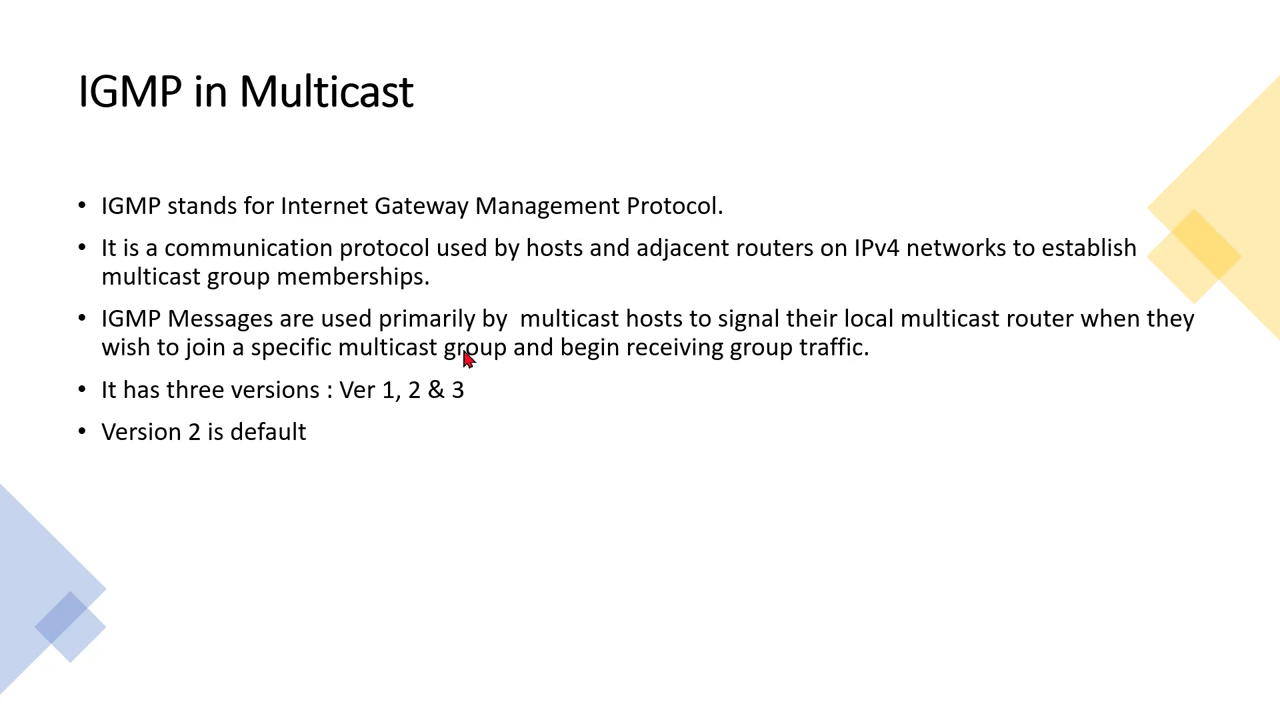 IGMP in Multicast
• IGMP stands for Internet Gateway Management Protocol.
• It is a communication protocol used by hosts and adjacent routers on IPv4 networks to establish
multicast group memberships.
• IGMP Messages are used primarily by  multicast hosts to signal their local multicast router when they
wish to join a specific multicast group and begin receiving group traffic.
• It has three versions : Ver 1, 2 & 3
• Version 2 is default